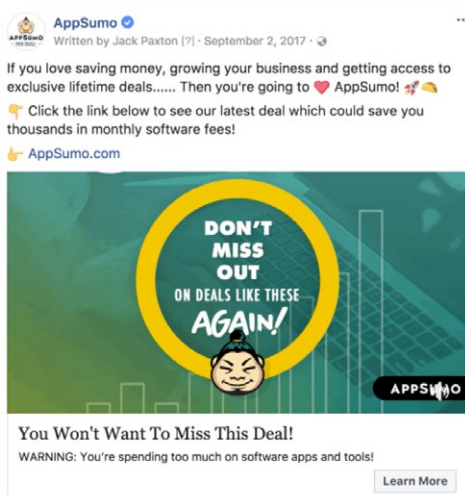 AppSumo
Written by Jack Paxton [?] · September 2, 2017 ·
If you love saving money, growing your business and getting access to
exclusive lifetime deals...... Then you're going to ❤️ AppSumo! 🚀🌮
👇 Click the link below to see our latest deal which could save you
thousands in monthly software fees!
👉 AppSumo.com
DON'T
MISS
OUT
ON DEALS LIKE THESE
AGAIN!
APPSUMO
You Won't Want To Miss This Deal!
WARNING: You're spending too much on software apps and tools!
Learn More